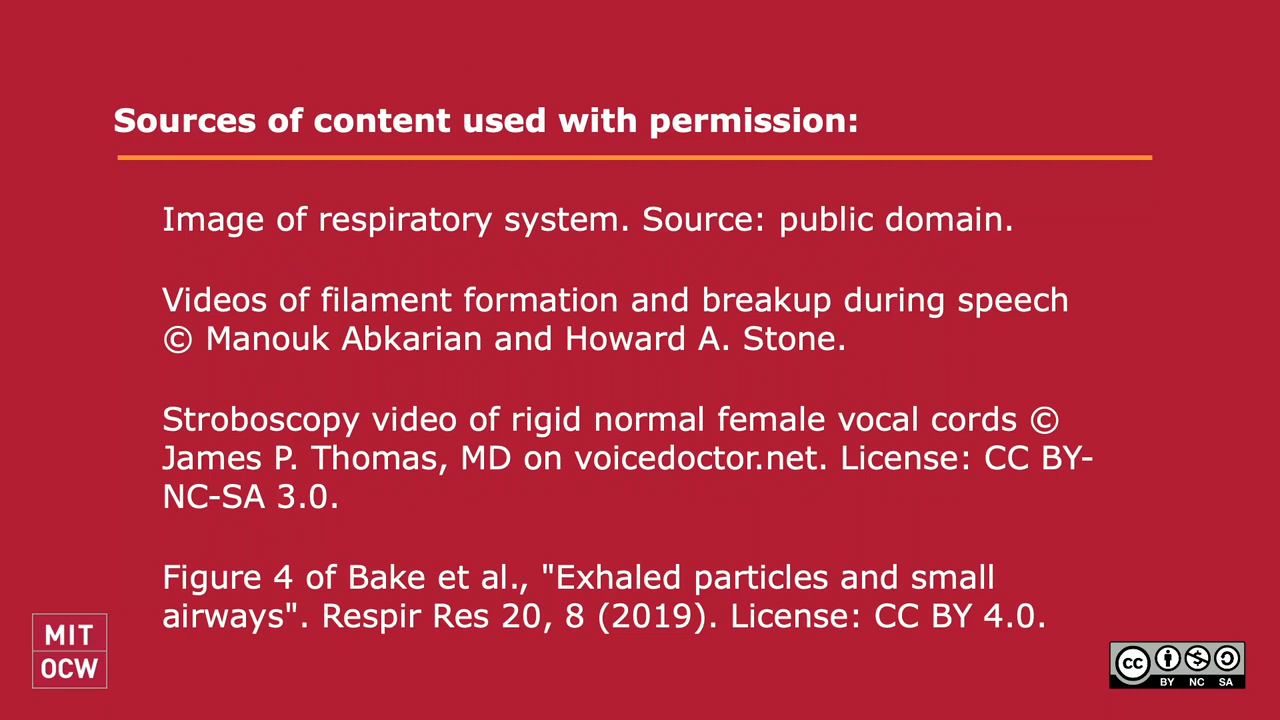 Sources of content used with permission:
Image of respiratory system. Source: public domain.
Videos of filament formation and breakup during speech
© Manouk Abkarian and Howard A. Stone.
Stroboscopy video of rigid normal female vocal cords ©
James P. Thomas, MD on voicedoctor.net. License: CC BY-
NC-SA 3.0.
Figure 4 of Bake et al., "Exhaled particles and small
airways". Respir Res 20, 8 (2019). License: CC BY 4.0.
MIT
OCW
cc
BY NC SA